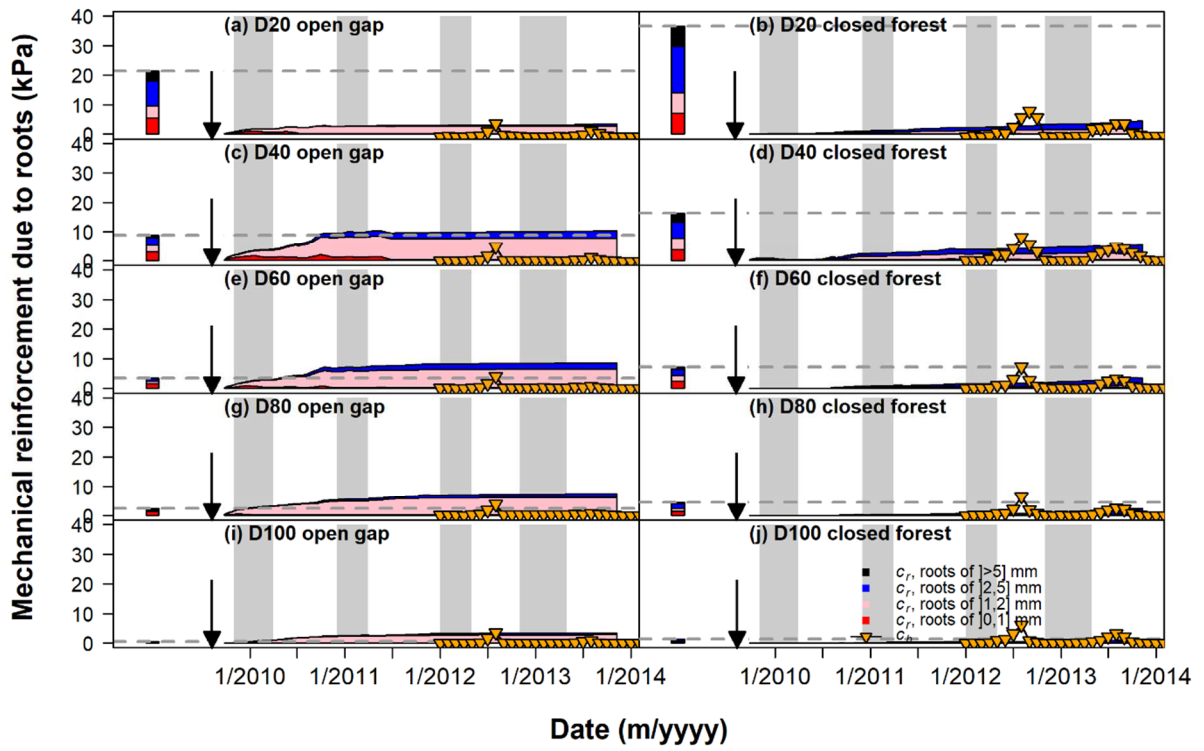 Mechanical reinforcement due to roots (kPa)
(a) D20 open gap
(b) D20 closed forest
40
30
20
10
0
(c) D40 open gap
(d) D40 closed forest
40
30
20
10
0
(e) D60 open gap
(f) D60 closed forest
40
30
20
10
0
(g) D80 open gap
(h) D80 closed forest
40
30
20
10
0
(i) D100 open gap
(j) D100 closed forest
40
30
20
10
0
cr, roots of ]>5] mm
cr, roots of ]2,5] mm
cr, roots of ]1,2] mm
cr, roots of ]0,1] mm
1/2010 1/2011 1/2012 1/2013 1/2014 1/2010 1/2011 1/2012 1/2013 1/2014
Date (m/yyyy)